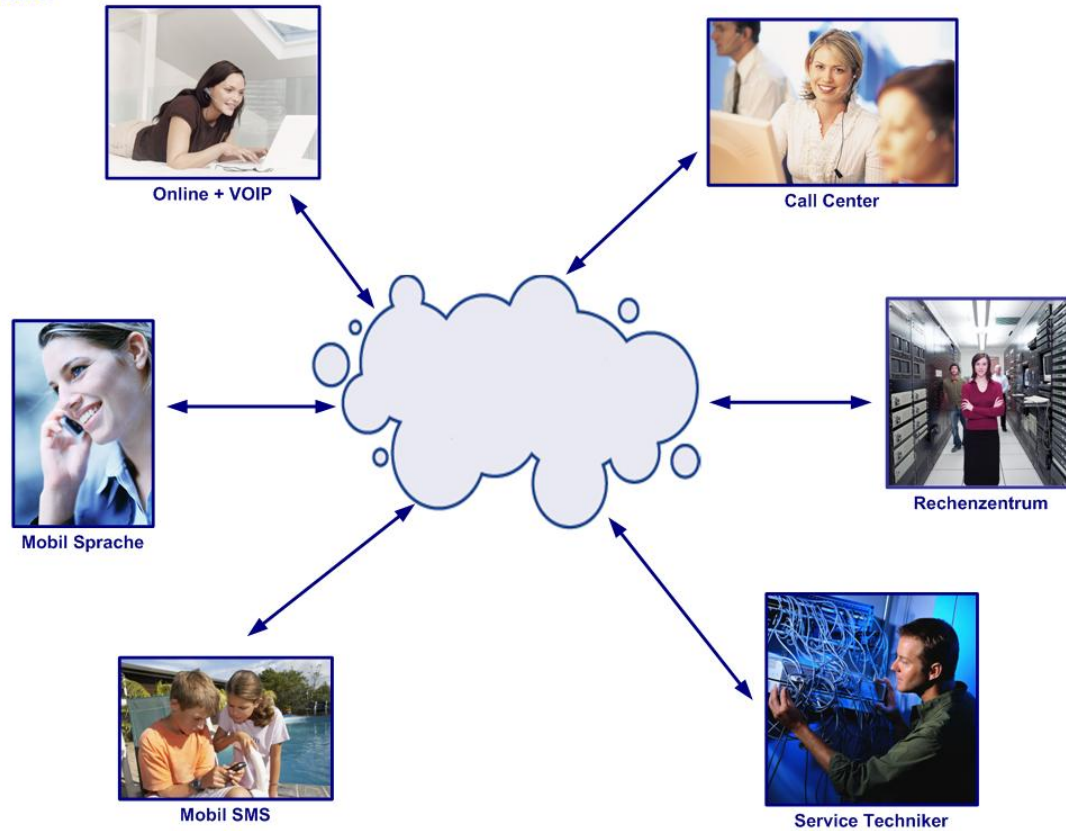 Online + VOIP
Call Center
Mobil Sprache
Rechenzentrum
Mobil SMS
Service Techniker